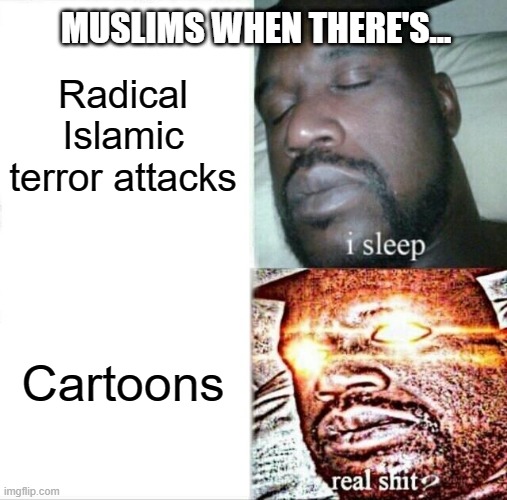 MUSLIMS WHEN THERE'S...
Radical
Islamic
terror attacks
i sleep
Cartoons
real shit?
imgflip.com